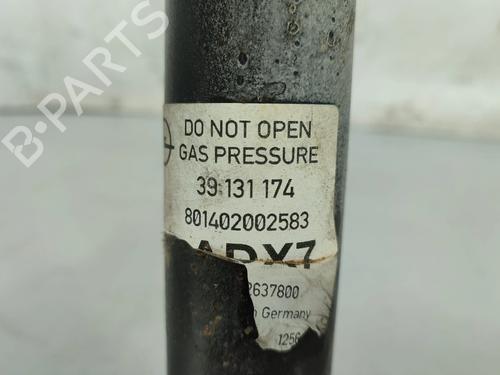 DO NOT OPEN
GAS PRESSURE
39 131 174
801402002583
ADX7
2637800
Germany
1256
B-PARTS